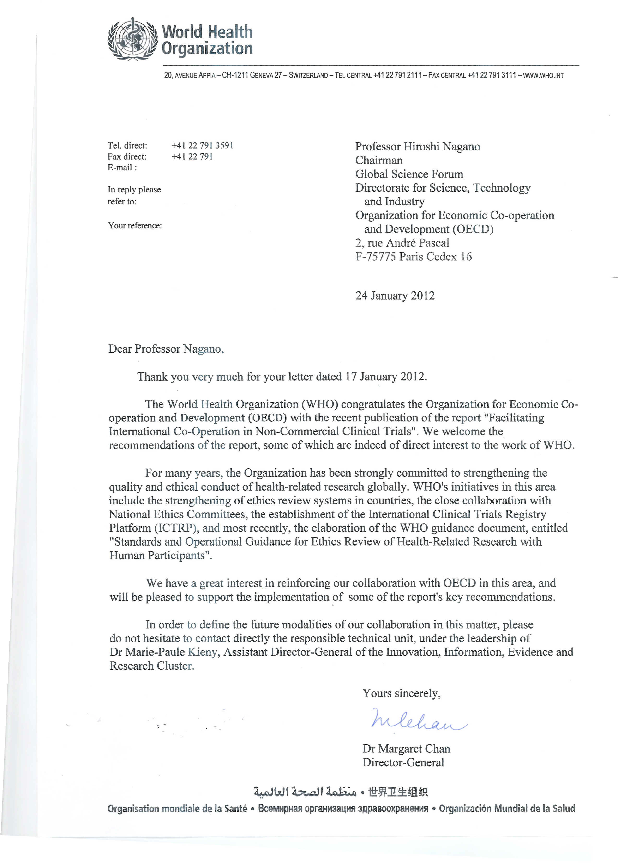 World Health
Organization
20, AVENUE APPIA – CH-1211 GENEVA 27 – SWITZERLAND – TEL CENTRAL +41 22 791 2111 – FAX CENTRAL +41 22 791 3111 – WWW.WHO.INT
Tel. direct: +41 22 791 3591
Fax direct: +41 22 791
E-mail :
In reply please
refer to:
Your reference:
Professor Hiroshi Nagano
Chairman
Global Science Forum
Directorate for Science, Technology
and Industry
Organization for Economic Co-operation
and Development (OECD)
2, rue André Pascal
F-75775 Paris Cedex 16
24 January 2012
Dear Professor Nagano,
Thank you very much for your letter dated 17 January 2012.
The World Health Organization (WHO) congratulates the Organization for Economic Co-
operation and Development (OECD) with the recent publication of the report "Facilitating
International Co-Operation in Non-Commercial Clinical Trials". We welcome the
recommendations of the report, some of which are indeed of direct interest to the work of WHO.
For many years, the Organization has been strongly committed to strengthening the
quality and ethical conduct of health-related research globally. WHO's initiatives in this area
include the strengthening of ethics review systems in countries, the close collaboration with
National Ethics Committees, the establishment of the International Clinical Trials Registry
Platform (ICTRP), and most recently, the elaboration of the WHO guidance document, entitled
"Standards and Operational Guidance for Ethics Review of Health-Related Research with
Human Participants".
We have a great interest in reinforcing our collaboration with OECD in this area, and
will be pleased to support the implementation of some of the report's key recommendations.
In order to define the future modalities of our collaboration in this matter, please
do not hesitate to contact directly the responsible technical unit, under the leadership of
Dr Marie-Paule Kieny, Assistant Director-General of the Innovation, Information, Evidence and
Research Cluster.
Yours sincerely,
Dr Margaret Chan
Director-General
منظمة الصحة العالمية • 世界卫生组织
Organisation mondiale de la Santé • Всемирная организация здравоохранения • Organización Mundial de la Salud